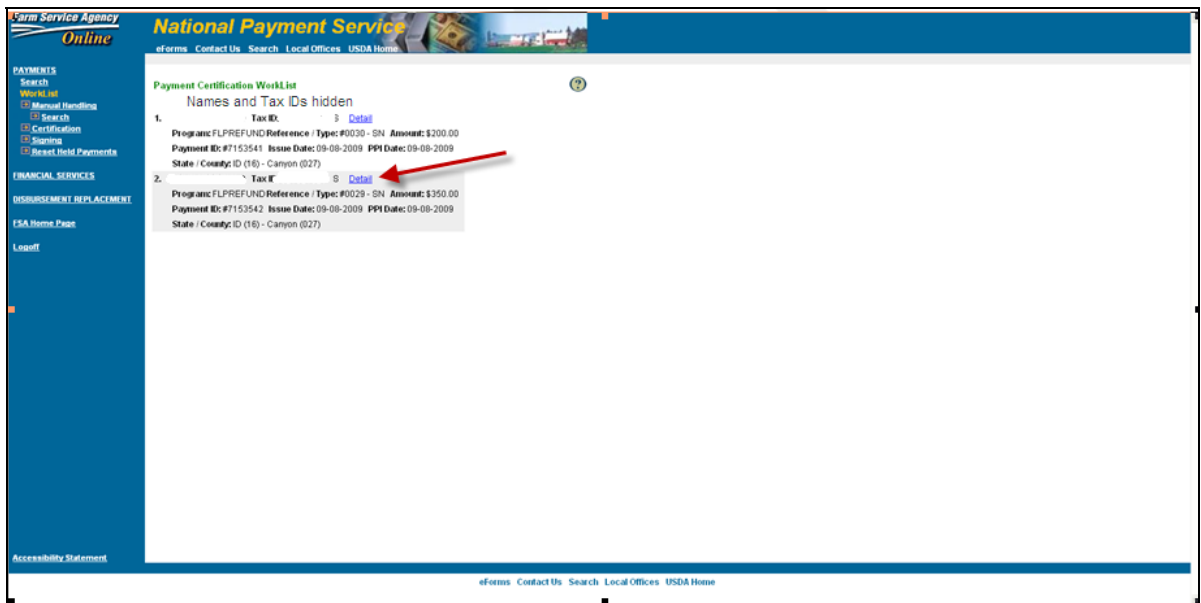 Farm Service Agency
Online
National Payment Service
eForms Contact Us Search Local Offices USDA Home
PAYMENTS
Search
WorkList
Manual Handling
Search
Certification
Signing
Reset Held Payments
FINANCIAL SERVICES
DISBURSEMENT REPLACEMENT
FSA Home Page
Logoff
Accessibility Statement
Payment Certification WorkList
Names and Tax IDs hidden
1. Tax ID: Detail
Program: FLPREFUND Reference / Type: #0030 - SN Amount: $200.00
Payment ID: #7153541 Issue Date: 09-08-2009 PPI Date: 09-08-2009
State / County: ID (16) - Canyon (027)
2. Tax I S Detail
Program: FLPREFUND Reference / Type: #0029 - SN Amount: $350.00
Payment ID: #7153542 Issue Date: 09-08-2009 PPI Date: 09-08-2009
State / County: ID (16) - Canyon (027)
eForms Contact Us Search Local Offices USDA Home